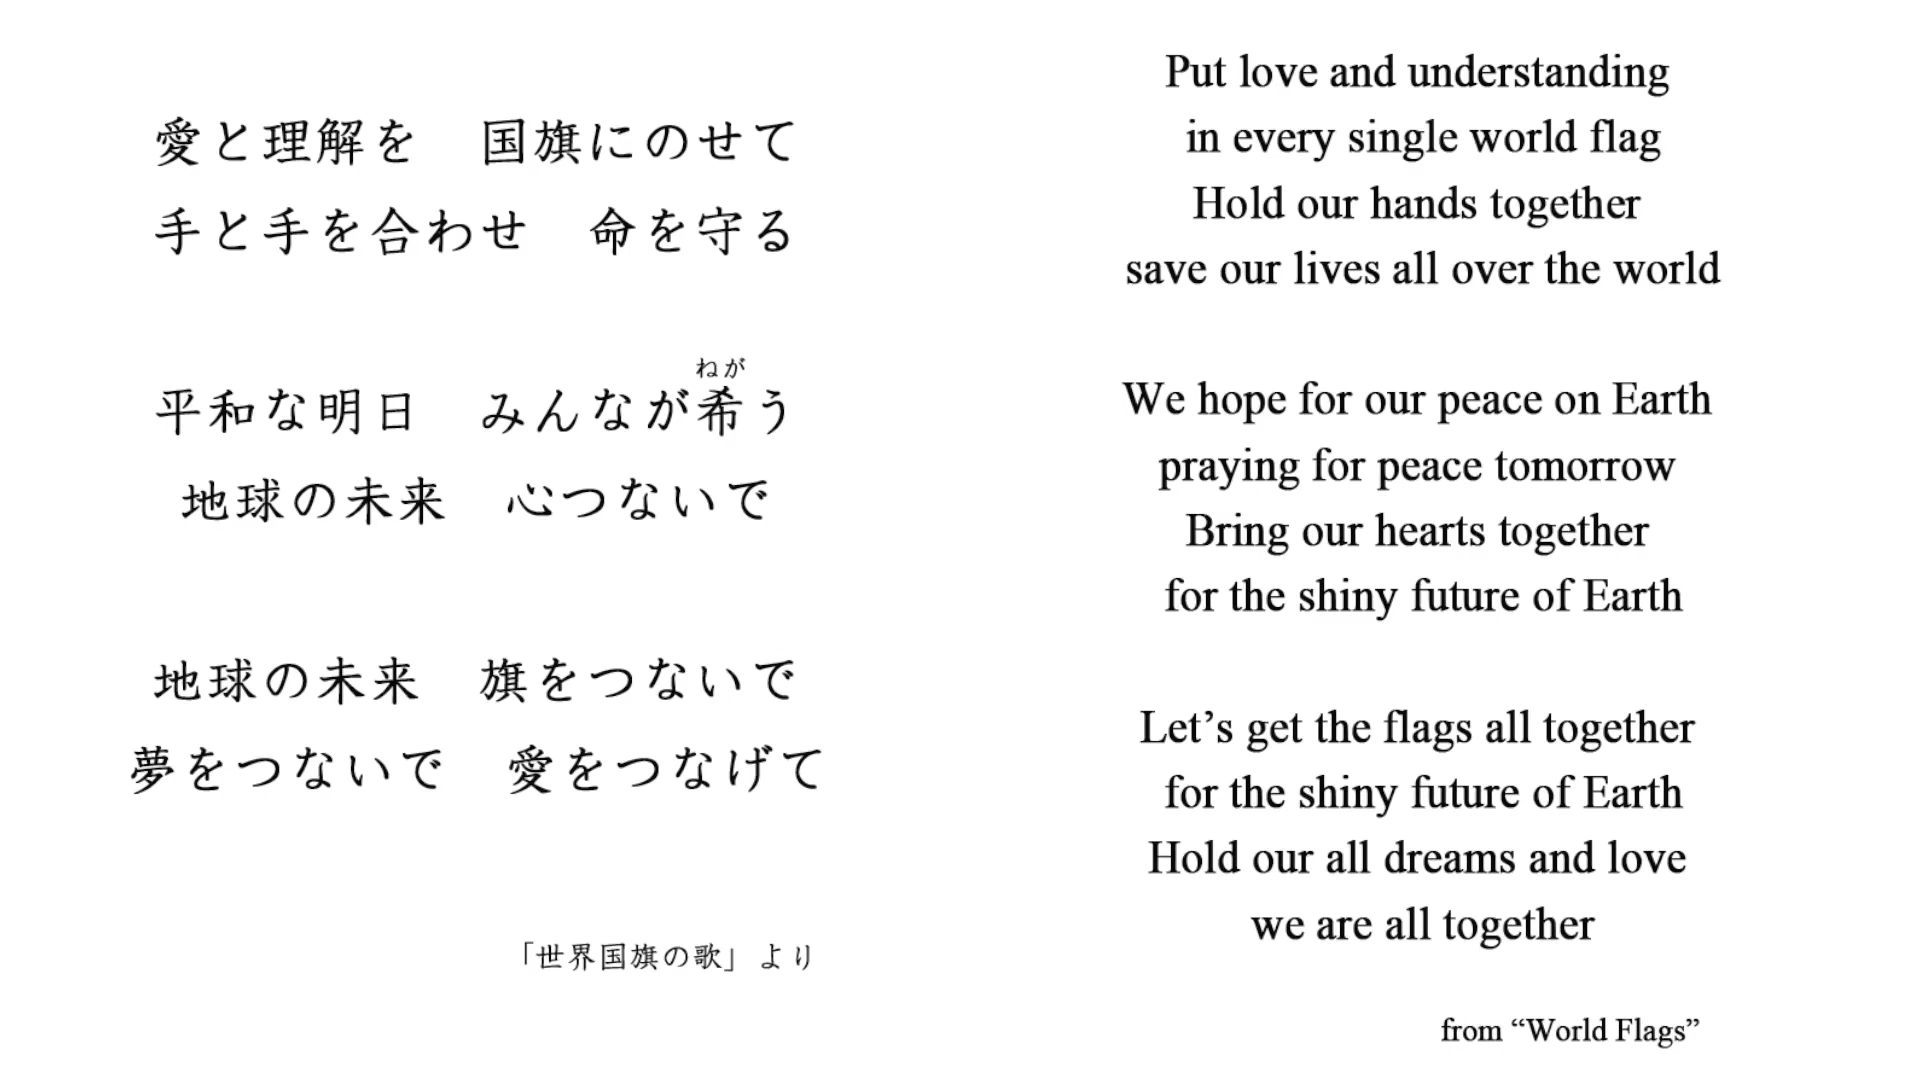 愛と理解を　国旗にのせて
手と手を合わせ　命を守る
平和な明日　みんなが希う
ねが
地球の未来　心つないで
地球の未来　旗をつないで
夢をつないで　愛をつなげて
「世界国旗の歌」より
Put love and understanding
in every single world flag
Hold our hands together
save our lives all over the world
We hope for our peace on Earth
praying for peace tomorrow
Bring our hearts together
for the shiny future of Earth
Let’s get the flags all together
for the shiny future of Earth
Hold our all dreams and love
we are all together
from “World Flags”